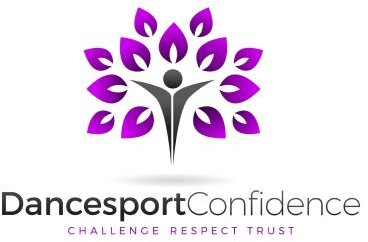 DancesportConfidence
CHALLENGE RESPECT TRUST